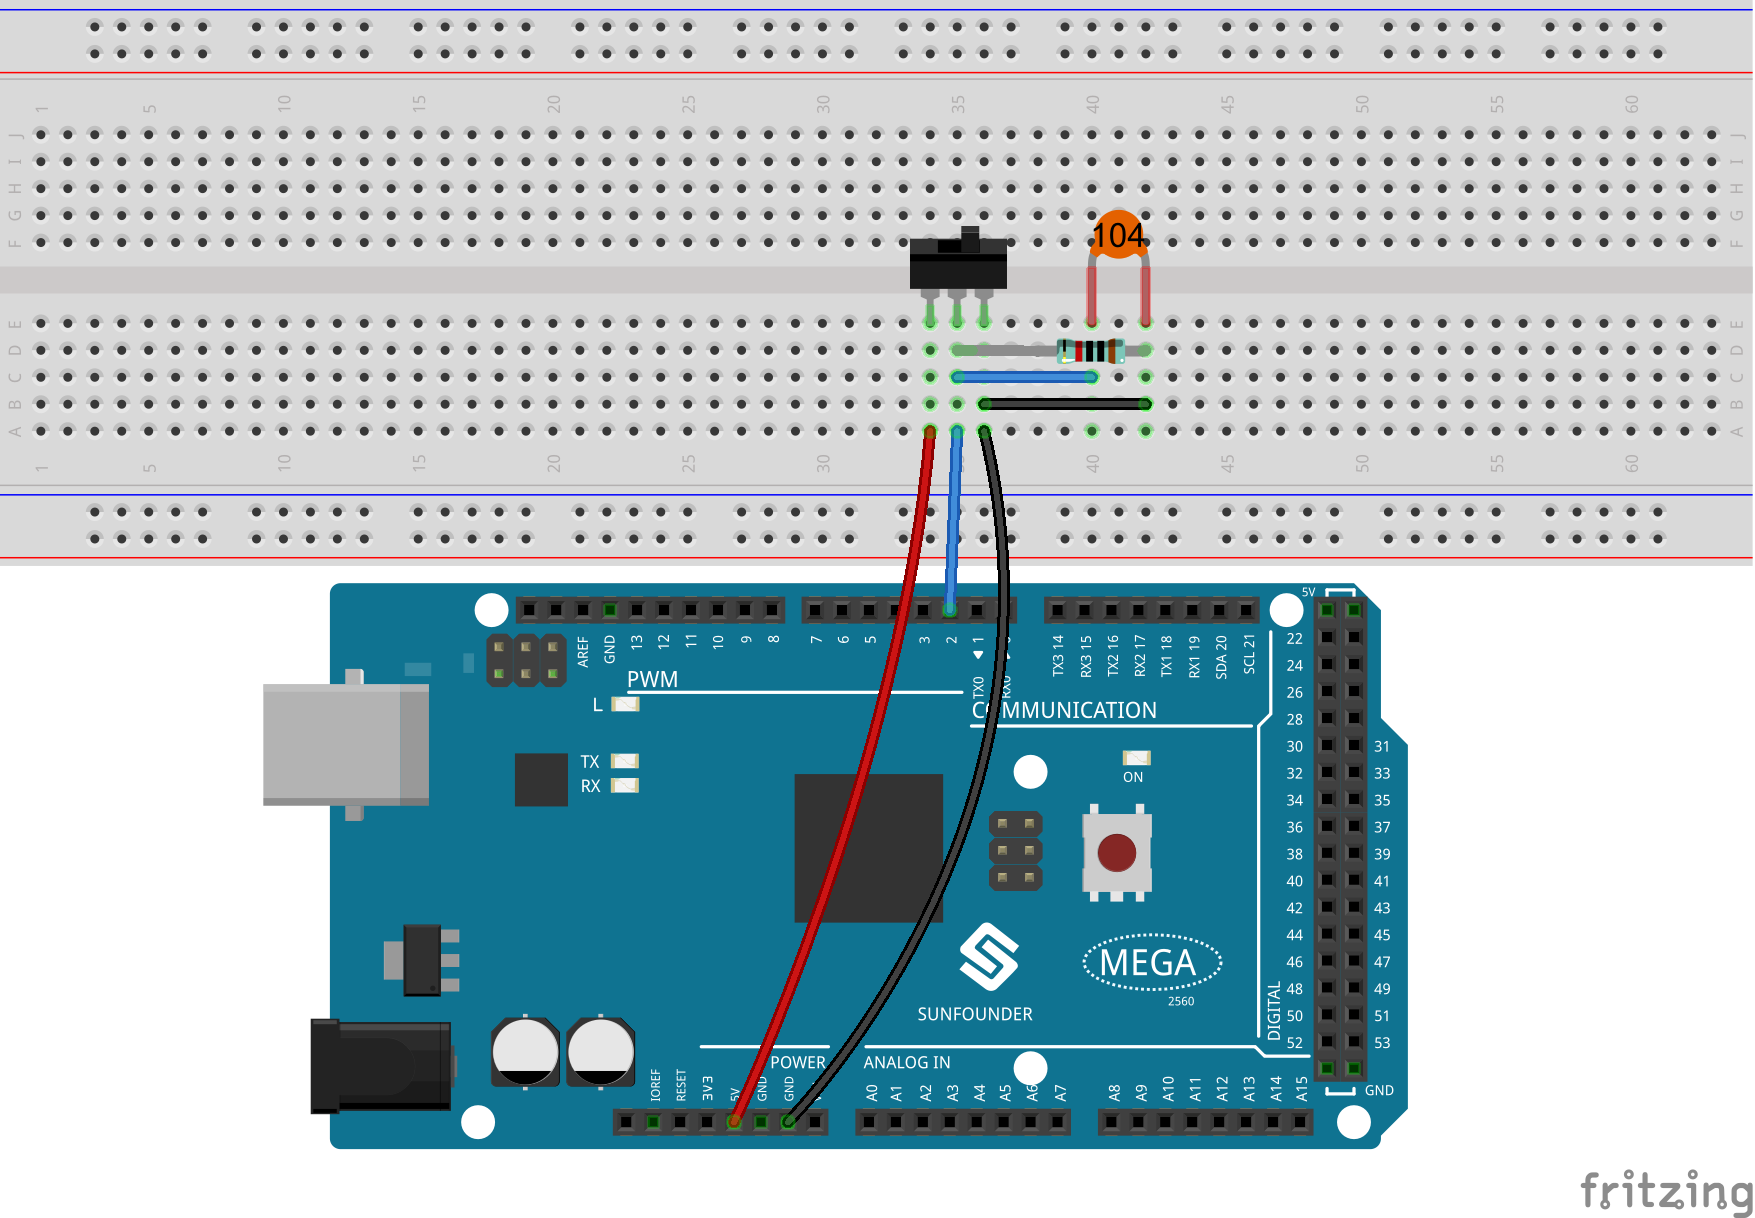 1 5 10 15 20 25 30 35 40 45 50 55 60
J J
I I
H H
G G
F F
104
E E
D D
C C
B B
A A
1 5 10 15 20 25 30 40 45 50 55 60
5V
AREF GND 13 12 11 10 9 8 7 6 5 3 2 1
TX0 RX0
TX3 14 RX3 15 TX2 16 RX2 17 TX1 18 RX1 19 SDA 20 SCL 21
PWM
COMMUNICATION
L
TX
RX
ON
22
24
26
28
30 31
32 33
34 35
36 37
38 39
40 41
42 43
44 45
46 47
48 49
50 51
52 53
DIGITAL
GND
MEGA
2560
SUNFOUNDER
POWER
ANALOG IN
IOREF RESET 3V3 5V GND GND
A0 A1 A2 A3 A4 A5 A6 A7 A8 A9 A10 A11 A12 A13 A14 A15
fritzing